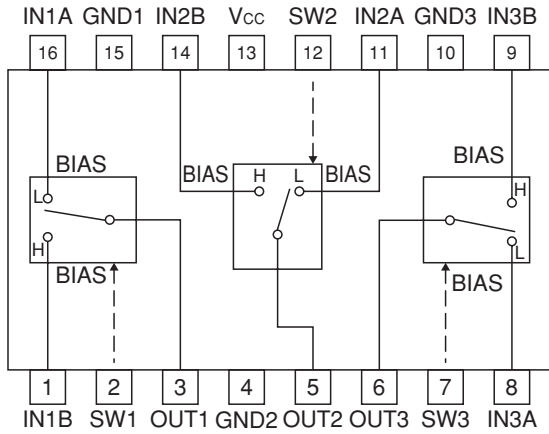 IN1A GND1 IN2B Vcc SW2 IN2A GND3 IN3B
16 15 14 13 12 11 10 9
BIAS BIAS H L BIAS BIAS
L H
H L
BIAS BIAS
1 2 3 4 5 6 7 8
IN1B SW1 OUT1 GND2 OUT2 OUT3 SW3 IN3A